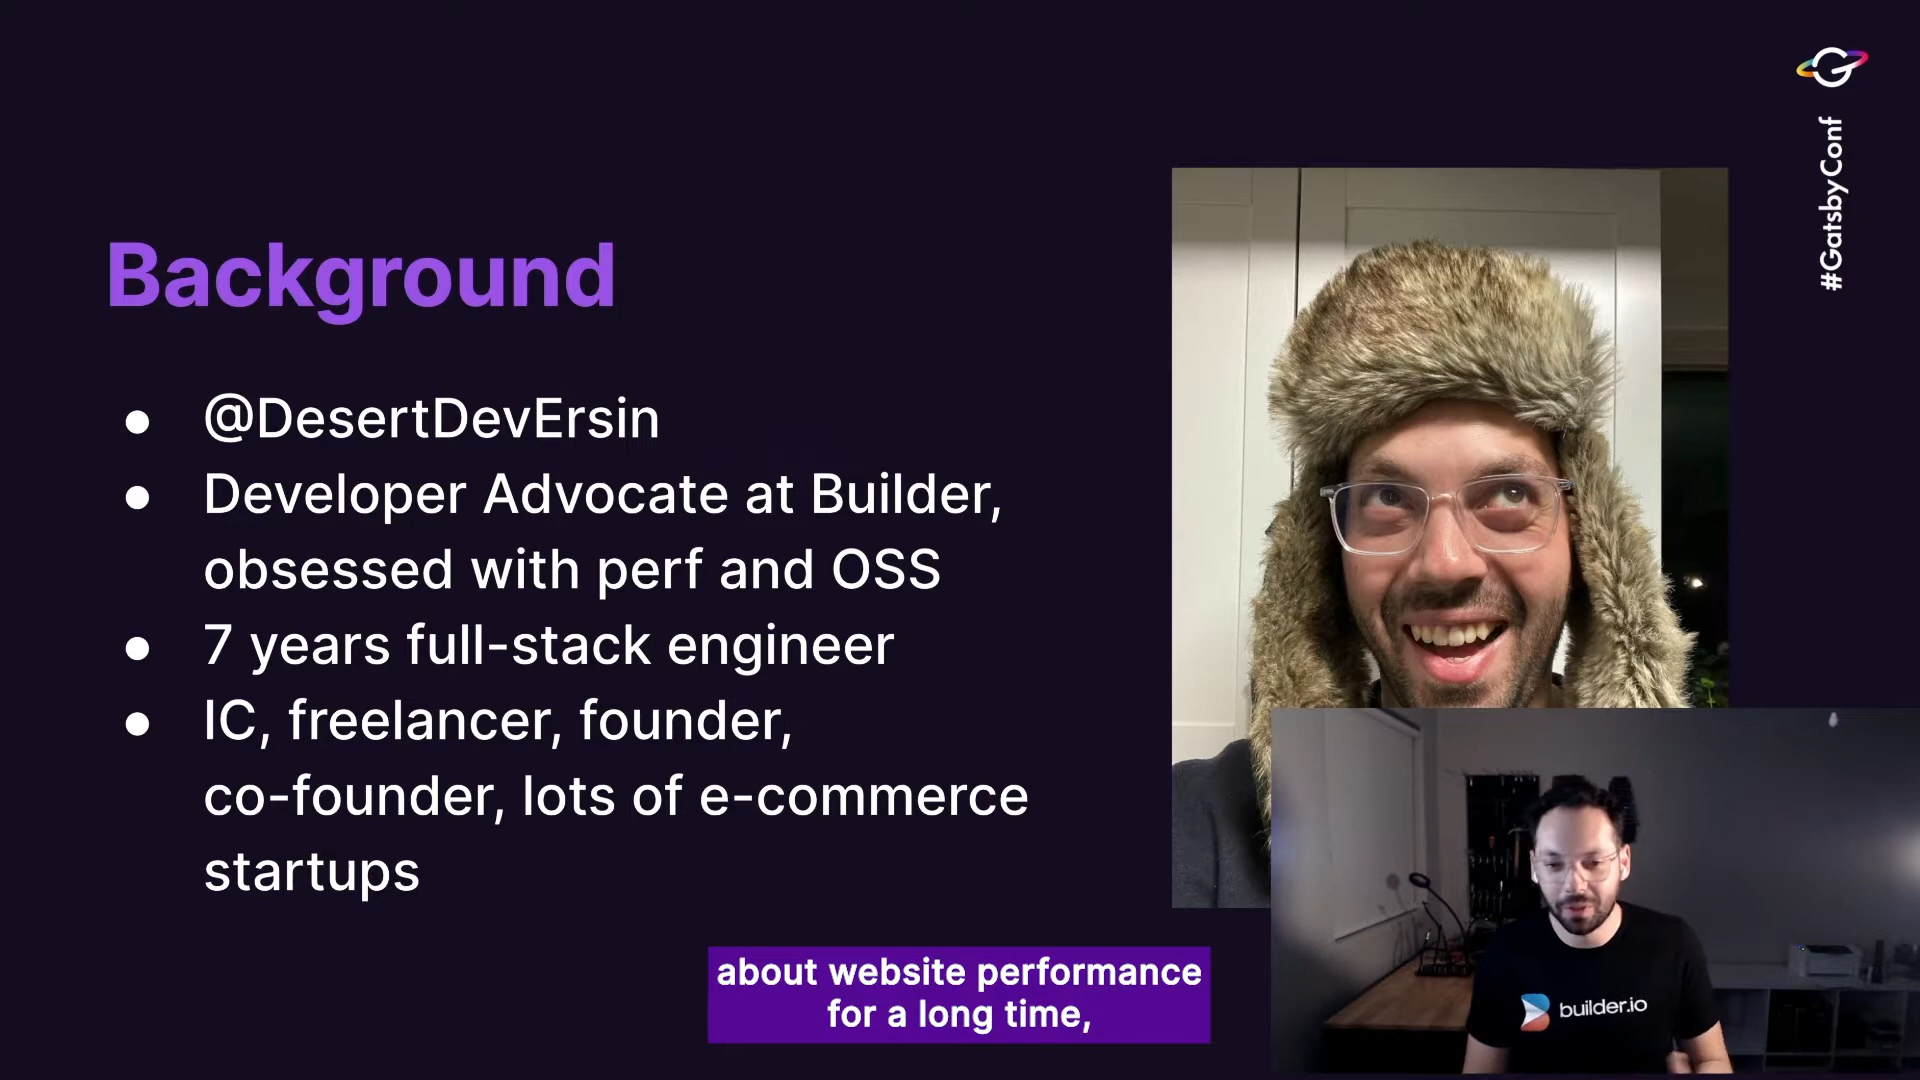 #GatsbyConf
Background
● @DesertDevErsin
● Developer Advocate at Builder,
obsessed with perf and OSS
● 7 years full-stack engineer
● IC, freelancer, founder,
co-founder, lots of e-commerce
startups
about website performance
for a long time,
builder.io